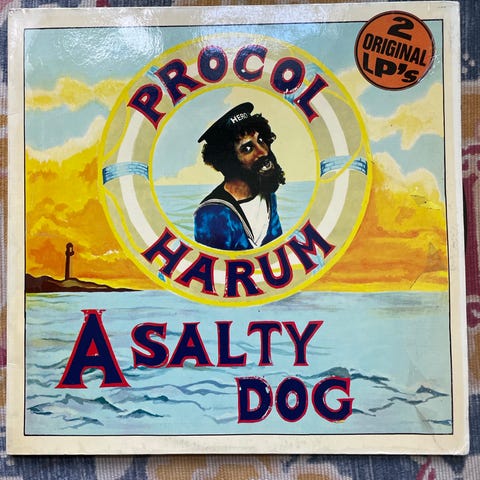 2
ORIGINAL
LP's
PROCOL
HERO
HARUM
A SALTY
DOG